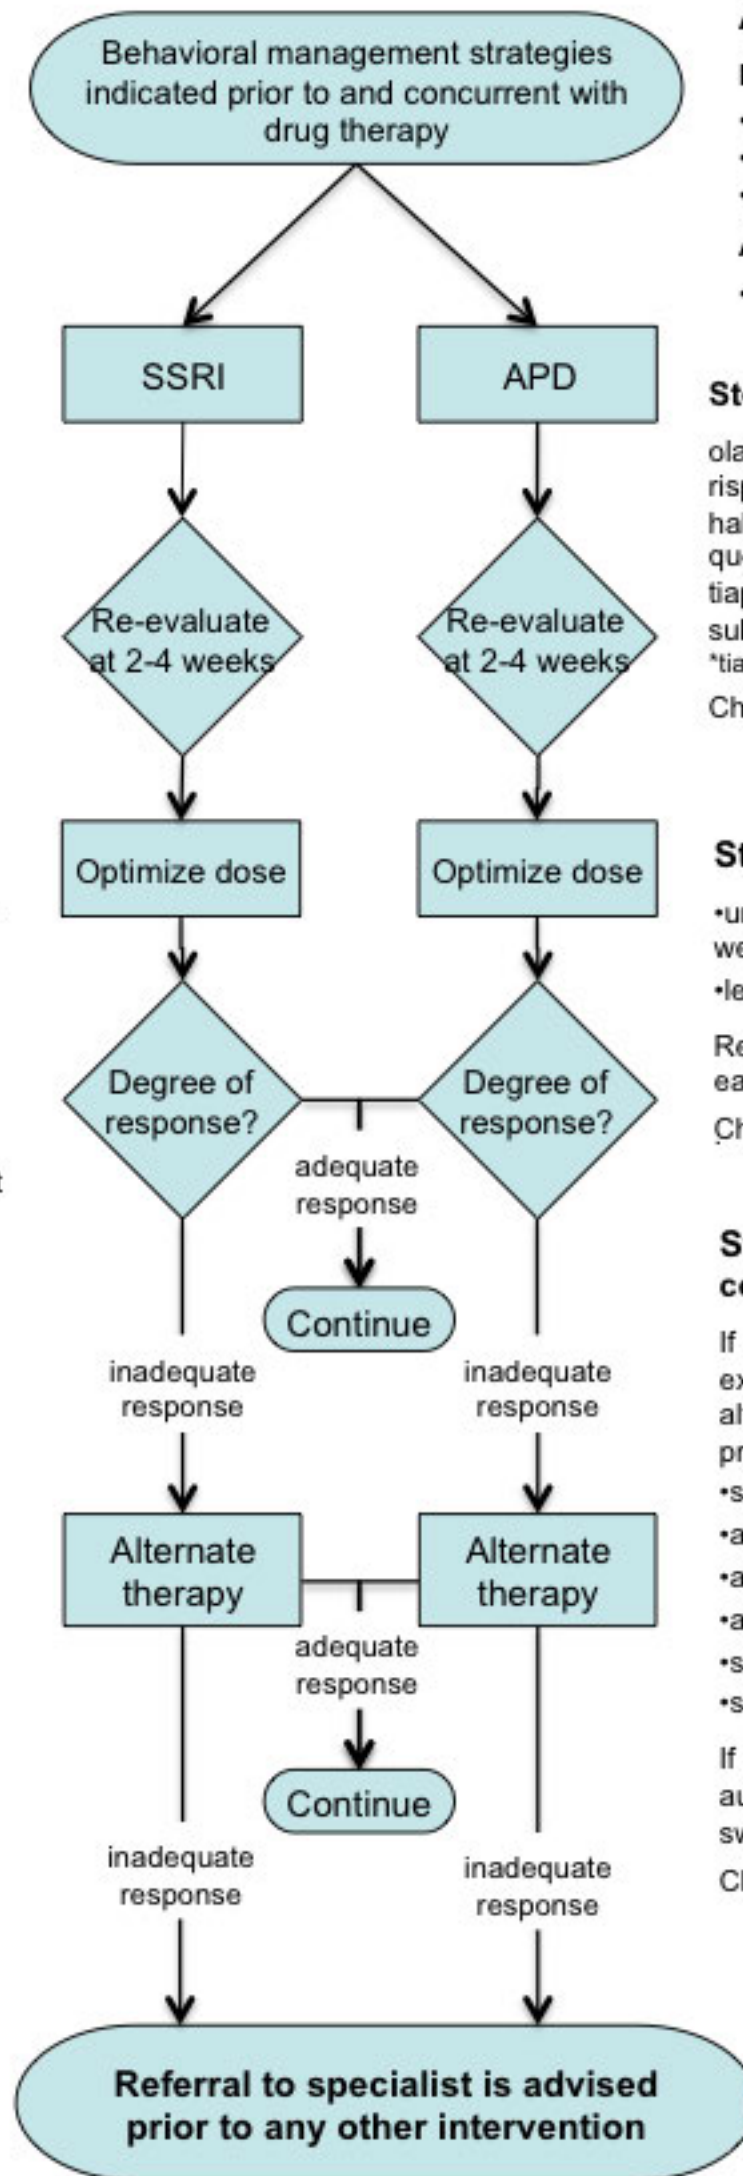 Behavioral management strategies
indicated prior to and concurrent with
drug therapy
SSRI
APD
Re-evaluate
at 2-4 weeks
Re-evaluate
at 2-4 weeks
Optimize dose
Optimize dose
Degree of
response?
Degree of
response?
adequate
response
Continue
inadequate
response
inadequate
response
Alternate
therapy
Alternate
therapy
adequate
response
Continue
inadequate
response
inadequate
response
Referral to specialist is advised
prior to any other intervention
If
If